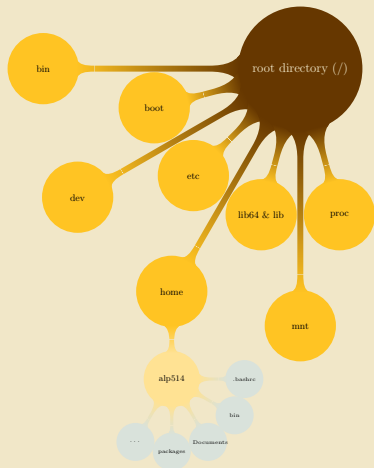 root directory (/)
bin
boot
etc
dev
lib64 & lib
proc
home
mnt
alp514
.bashrc
bin
Documents
packages
...